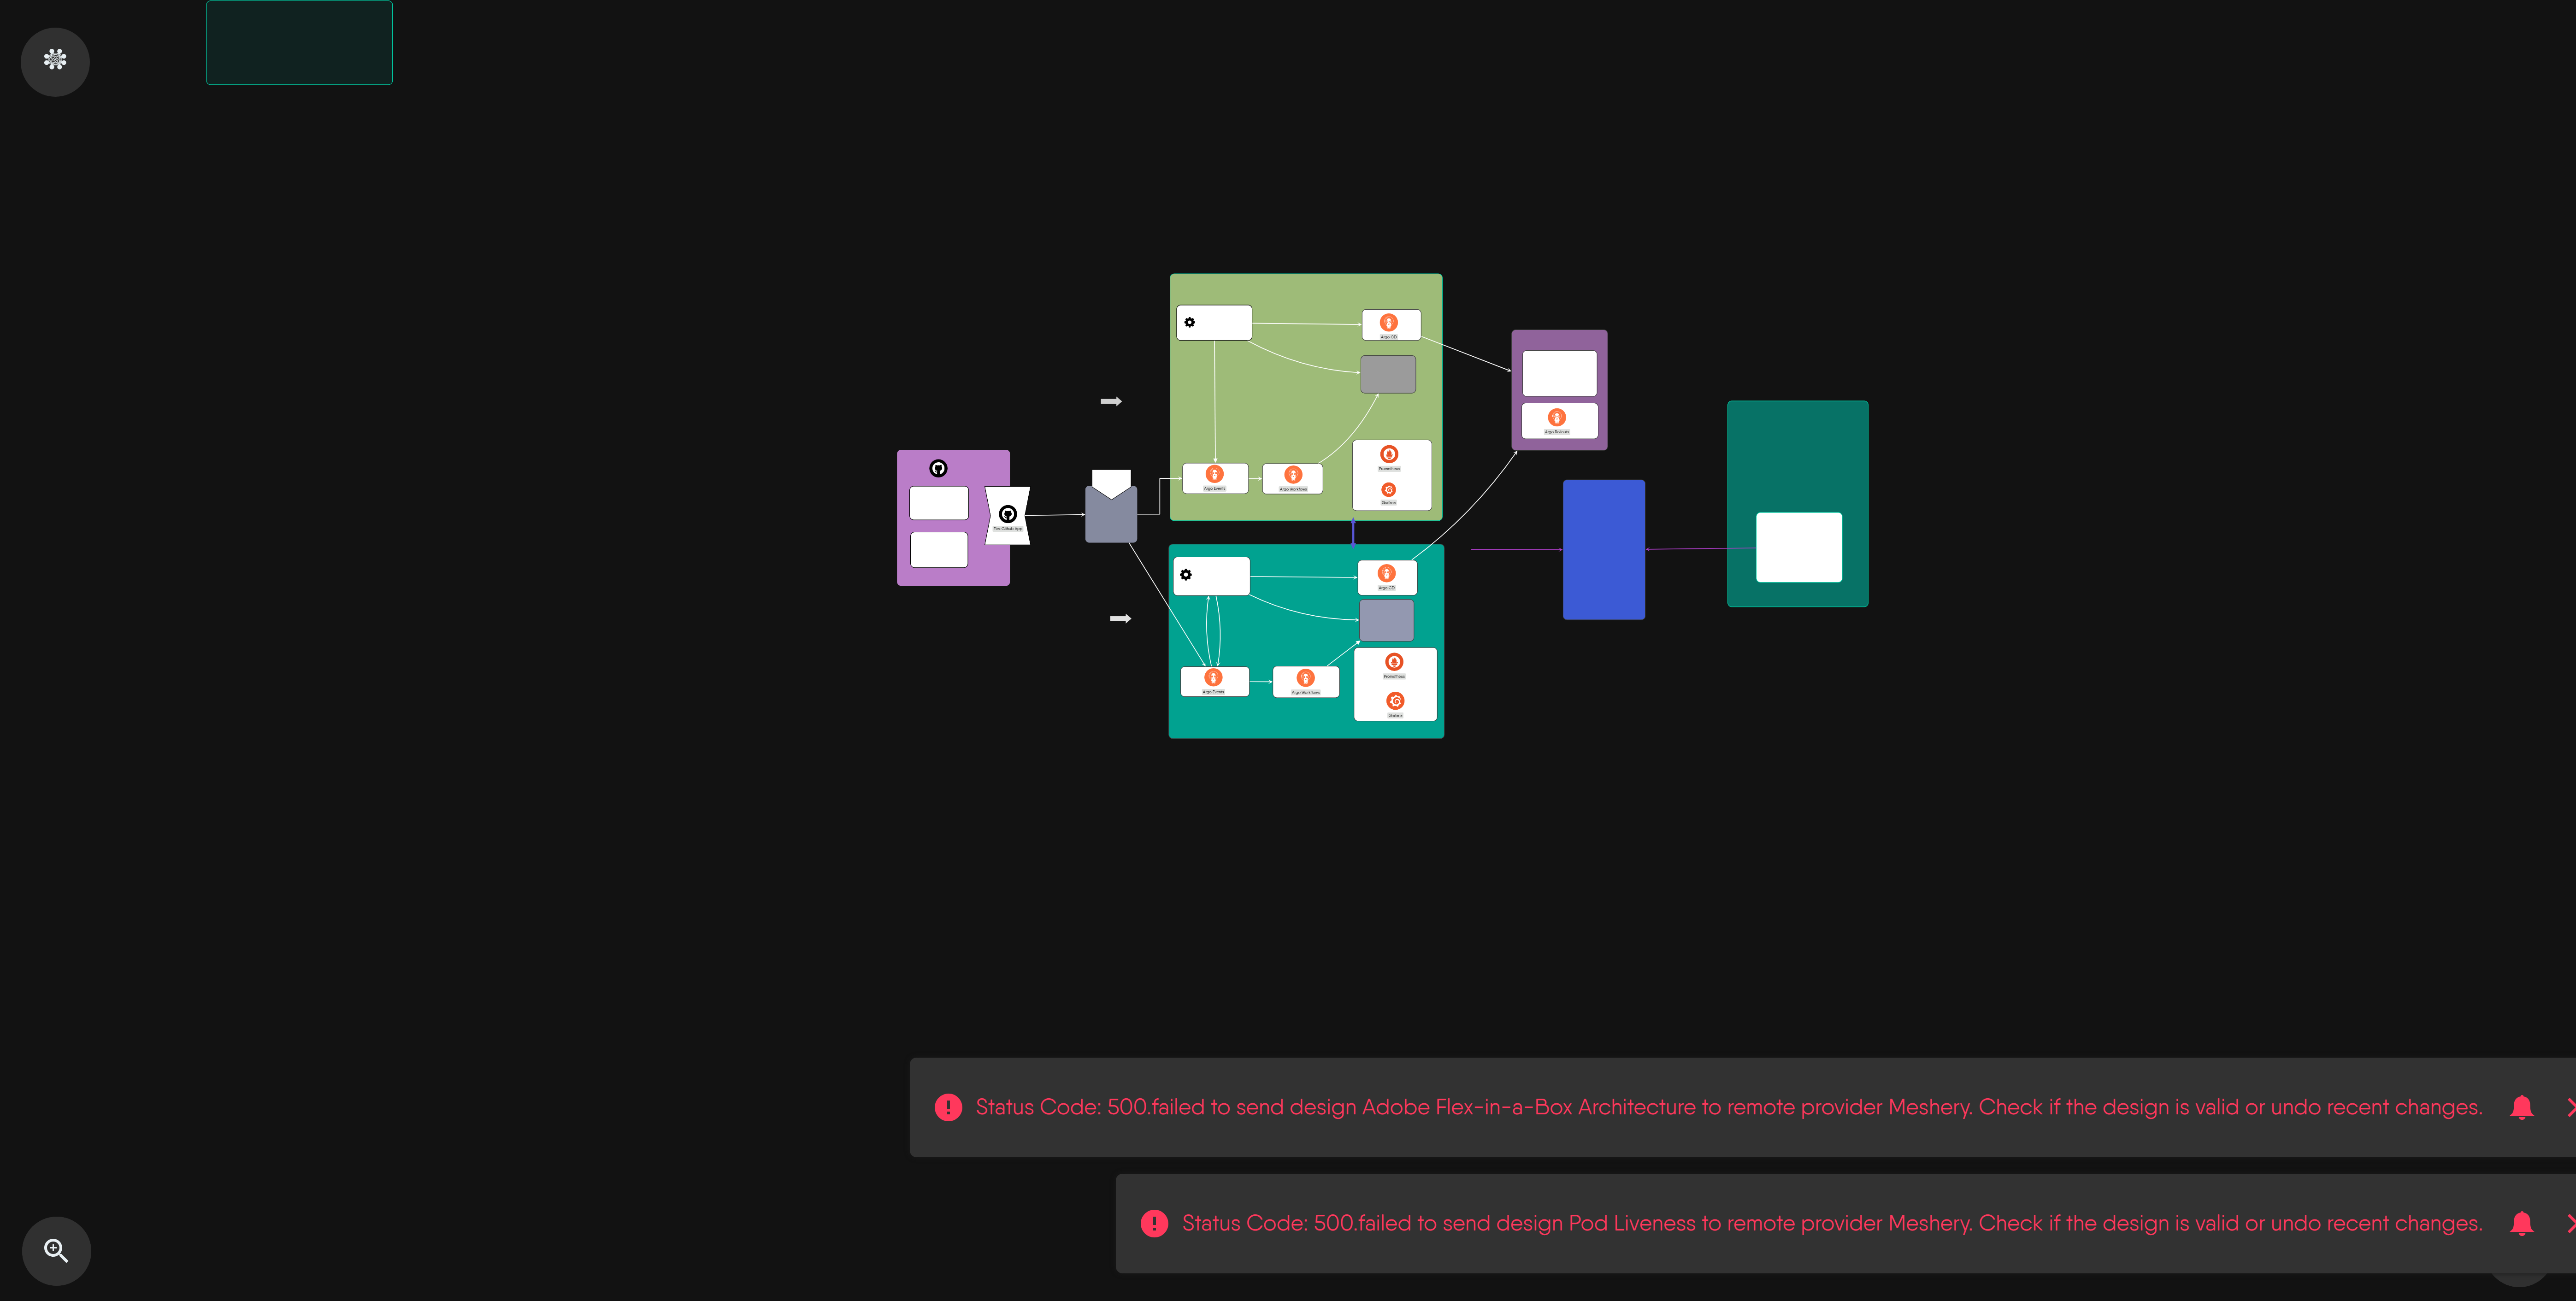 Argo CD
Prometheus
Grafana
Argo Events
Argo Workflows
Argo Rollouts
Flex Github App
Argo CD
Prometheus
Grafana
Argo Events
Argo Workflows
Status Code: 500.failed to send design Adobe Flex-in-a-Box Architecture to remote provider Meshery. Check if the design is valid or undo recent changes.
Status Code: 500.failed to send design Pod Liveness to remote provider Meshery. Check if the design is valid or undo recent changes.